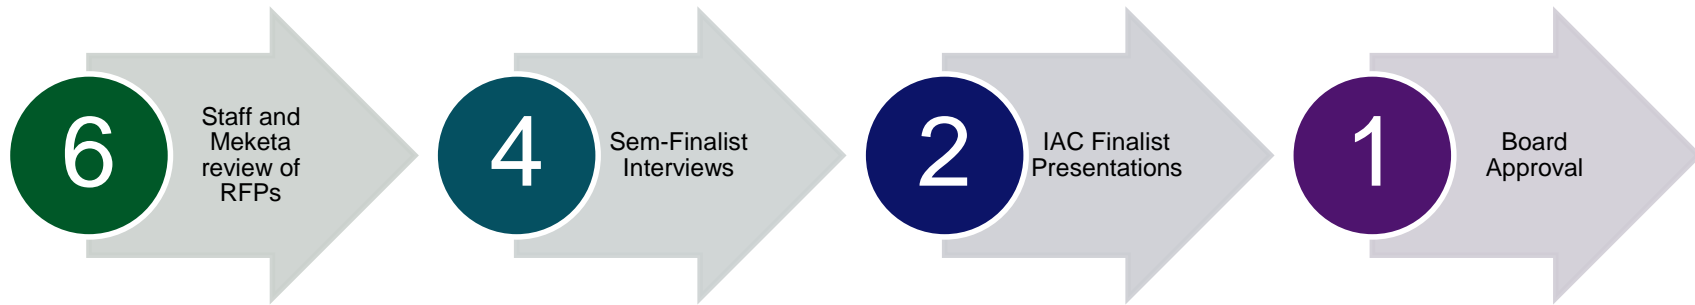 6
Staff and
Meketa
review of
RFPs
4
Sem-Finalist
Interviews
2
IAC Finalist
Presentations
1
Board
Approval